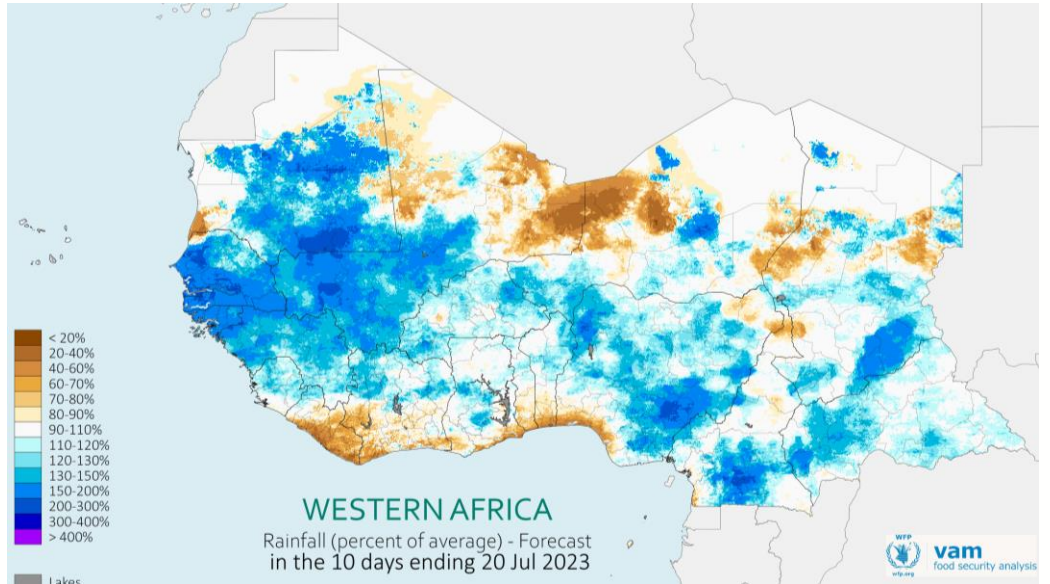 < 20%
20-40%
40-60%
60-70%
70-80%
80-90%
90-110%
110-120%
120-130%
130-150%
150-200%
200-300%
300-400%
> 400%
Lakes
WESTERN AFRICA
Rainfall (percent of average) - Forecast
in the 10 days ending 20 Jul 2023
WFP
wfp.org
vam
food security analysis